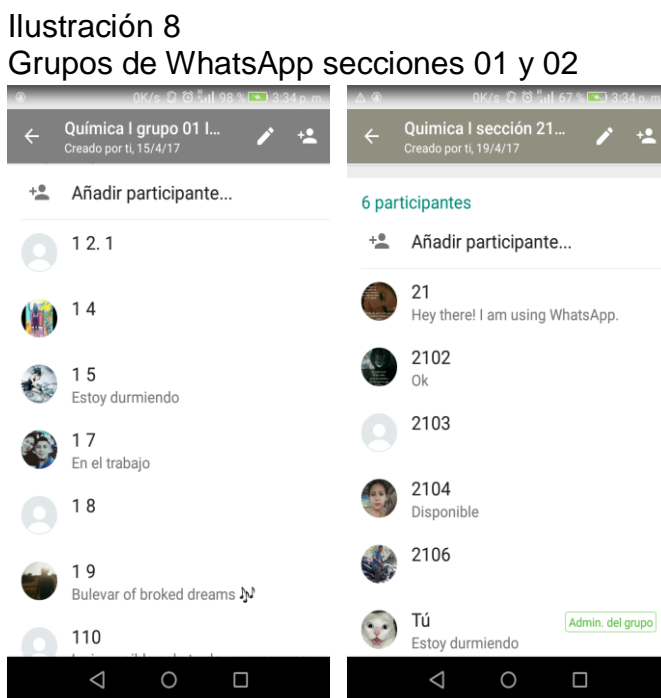 Ilustración 8
Grupos de WhatsApp secciones 01 y 02
0K/s 98 % 3:34 p. m.
Química I grupo 01 I...
Creado por ti, 15/4/17
Añadir participante...
1 2. 1
1 4
1 5
Estoy durmiendo
1 7
En el trabajo
1 8
1 9
Bulevar of broked dreams 🎶
110
0K/s 67 % 3:34 p. m.
Quimica I sección 21...
Creado por ti, 19/4/17
6 participantes
Añadir participante...
21
Hey there! I am using WhatsApp.
2102
Ok
2103
2104
Disponible
2106
Tú
Admin. del grupo
Estoy durmiendo